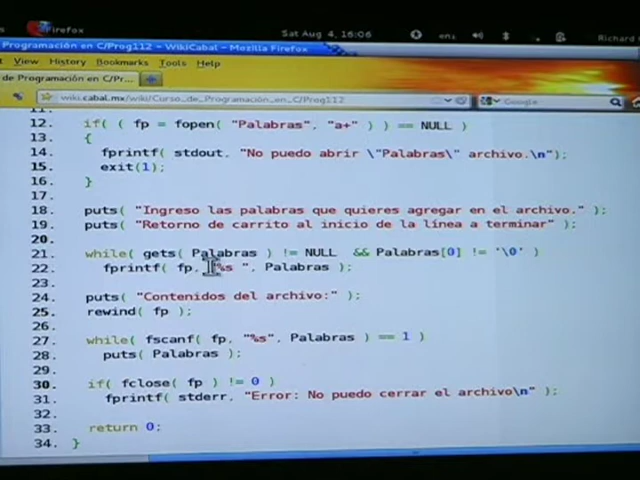 Firefox
Sat Aug 4, 16:06
en1
Richard
Programación en C/Prog112 – WikiCabal – Mozilla Firefox
View History Bookmarks Tools Help
de Programación en C/Pr...
wiki.cabal.mx/wiki/Curso_de_Programación_en_C/Prog112
Google
12. if( ( fp = fopen( "Palabras", "a+" ) ) == NULL )
13. {
14. fprintf( stdout, "No puedo abrir \"Palabras\" archivo.\n");
15. exit(1);
16. }
17.
18. puts( "Ingreso las palabras que quieres agregar en el archivo." );
19. puts( "Retorno de carrito al inicio de la línea a terminar" );
20.
21. while( gets( Palabras ) != NULL && Palabras[0] != '\0' )
22. fprintf( fp, "%s ", Palabras );
23.
24. puts( "Contenidos del archivo:" );
25. rewind( fp );
26.
27. while( fscanf( fp, "%s", Palabras ) == 1 )
28. puts( Palabras );
29.
30. if( fclose( fp ) != 0 )
31. fprintf( stderr, "Error: No puedo cerrar el archivo\n" );
32.
33. return 0;
34. }